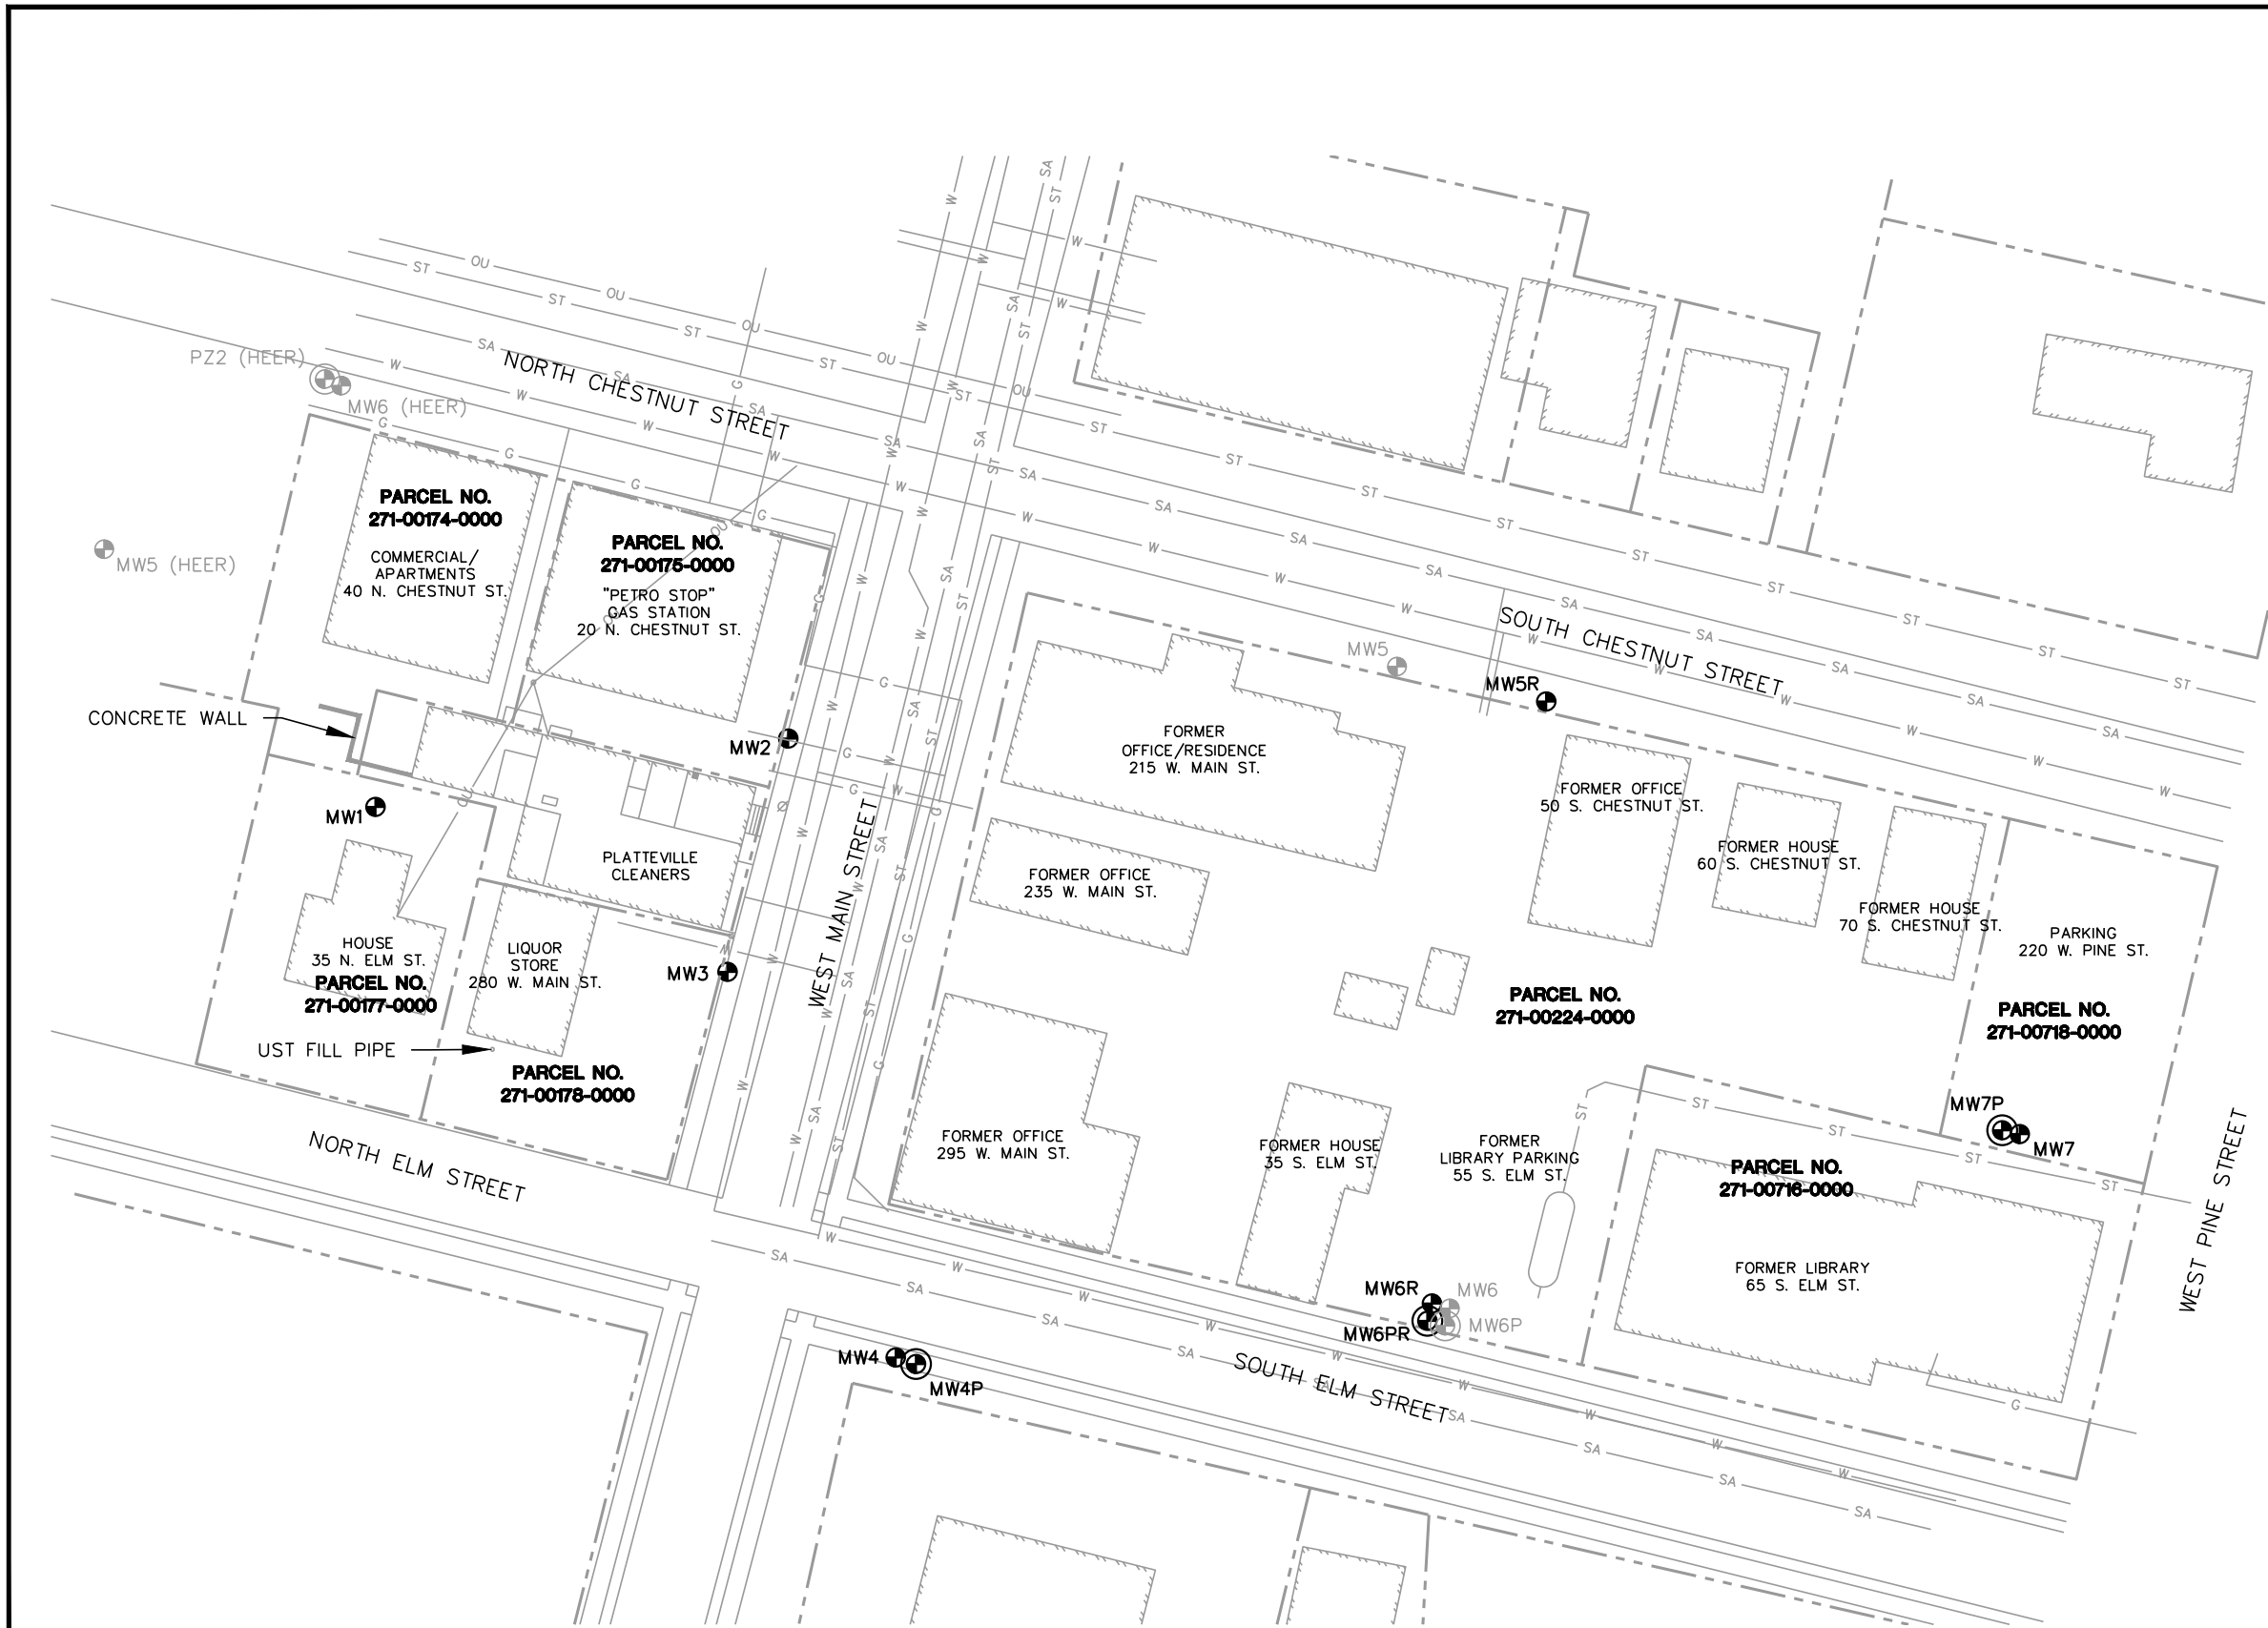 NORTH CHESTNUT STREET
PZ2 (HEER)
MW6 (HEER)
MW5 (HEER)
PARCEL NO.
271-00174-0000
COMMERCIAL/
APARTMENTS
40 N. CHESTNUT ST.
PARCEL NO.
271-00175-0000
"PETRO STOP"
GAS STATION
20 N. CHESTNUT ST.
CONCRETE WALL
MW1
MW2
PLATTEVILLE
CLEANERS
HOUSE
35 N. ELM ST.
PARCEL NO.
271-00177-0000
LIQUOR
STORE
280 W. MAIN ST.
MW3
UST FILL PIPE
PARCEL NO.
271-00178-0000
NORTH ELM STREET
WEST MAIN STREET
SOUTH CHESTNUT STREET
MW5
MW5R
FORMER
OFFICE/RESIDENCE
215 W. MAIN ST.
FORMER OFFICE
235 W. MAIN ST.
FORMER OFFICE
50 S. CHESTNUT ST.
FORMER HOUSE
60 S. CHESTNUT ST.
FORMER HOUSE
70 S. CHESTNUT ST.
PARKING
220 W. PINE ST.
PARCEL NO.
271-00224-0000
PARCEL NO.
271-00718-0000
MW7P
MW7
FORMER OFFICE
295 W. MAIN ST.
FORMER HOUSE
35 S. ELM ST.
FORMER
LIBRARY PARKING
55 S. ELM ST.
PARCEL NO.
271-00716-0000
FORMER LIBRARY
65 S. ELM ST.
WEST PINE STREET
MW6R
MW6
MW6PR
MW6P
MW4
MW4P
SOUTH ELM STREET
OU
ST
SA
W
G